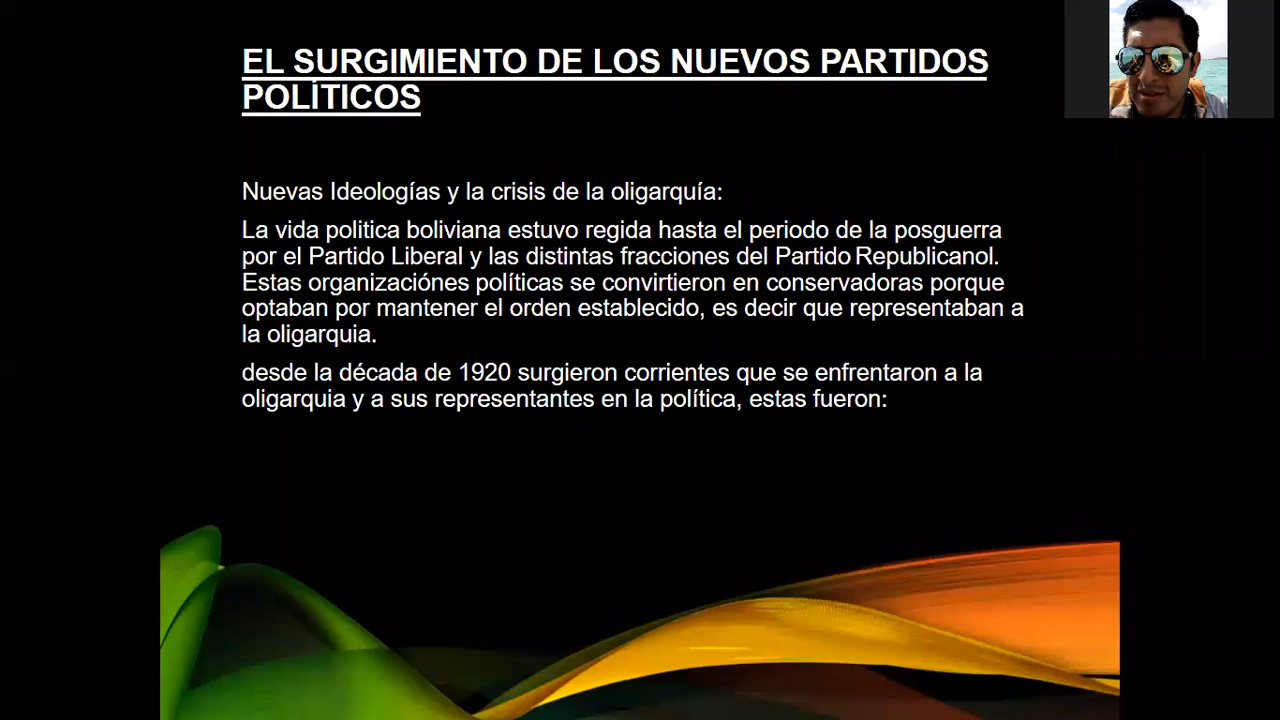 EL SURGIMIENTO DE LOS NUEVOS PARTIDOS
POLÍTICOS
Nuevas Ideologías y la crisis de la oligarquía:
La vida politica boliviana estuvo regida hasta el periodo de la posguerra
por el Partido Liberal y las distintas fracciones del Partido Republicanol.
Estas organizaciónes políticas se convirtieron en conservadoras porque
optaban por mantener el orden establecido, es decir que representaban a
la oligarquia.
desde la década de 1920 surgieron corrientes que se enfrentaron a la
oligarquia y a sus representantes en la política, estas fueron: